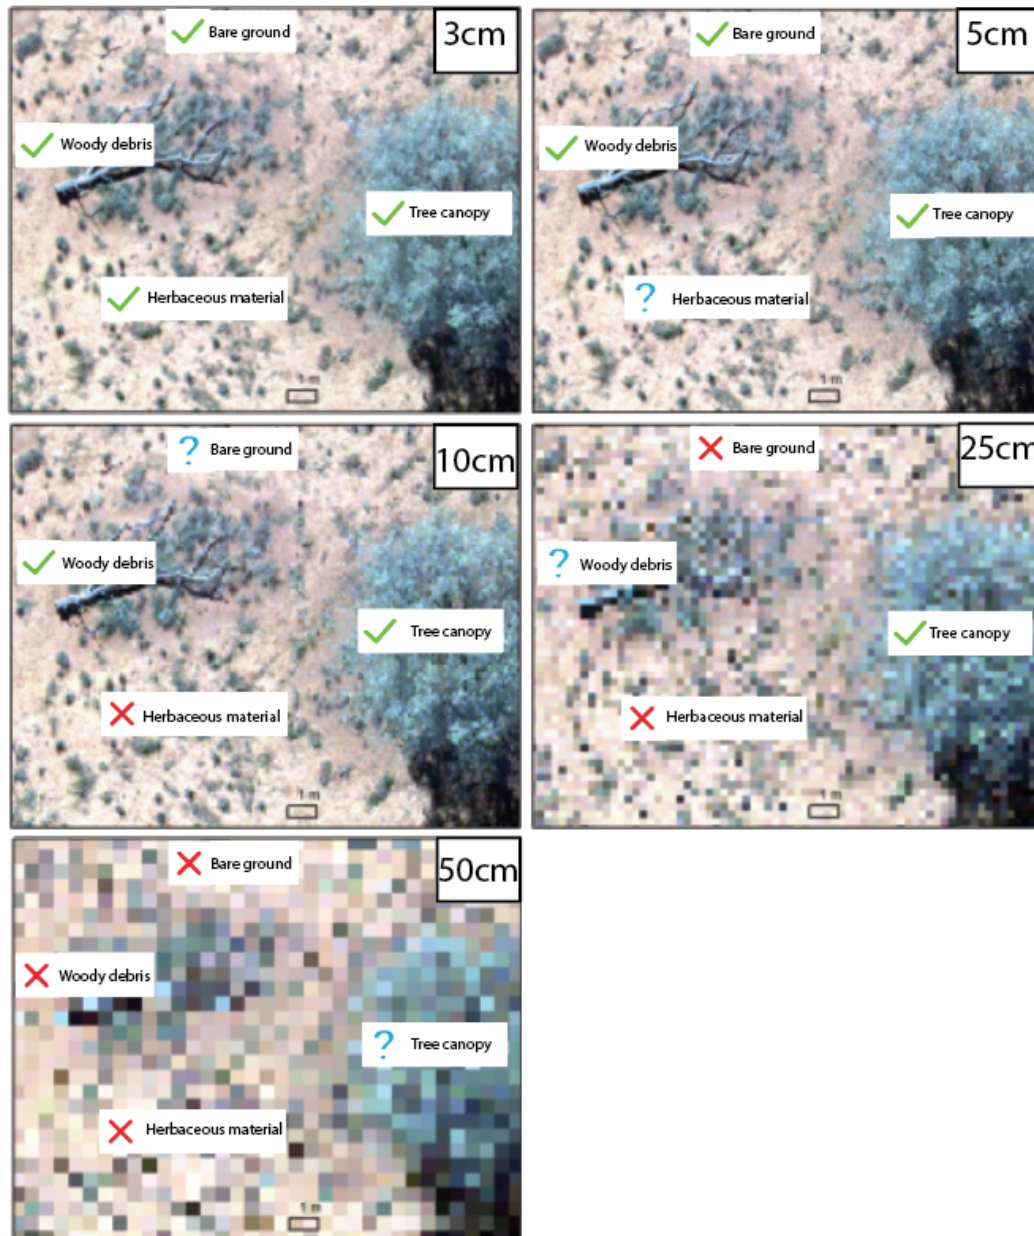 Bare ground
3cm
Woody debris
Tree canopy
Herbaceous material
1 m
Bare ground
5cm
Woody debris
Tree canopy
Herbaceous material
1 m
Bare ground
10cm
Woody debris
Tree canopy
Herbaceous material
1 m
Bare ground
25cm
Woody debris
Tree canopy
Herbaceous material
1 m
Bare ground
50cm
Woody debris
Tree canopy
Herbaceous material
1 m